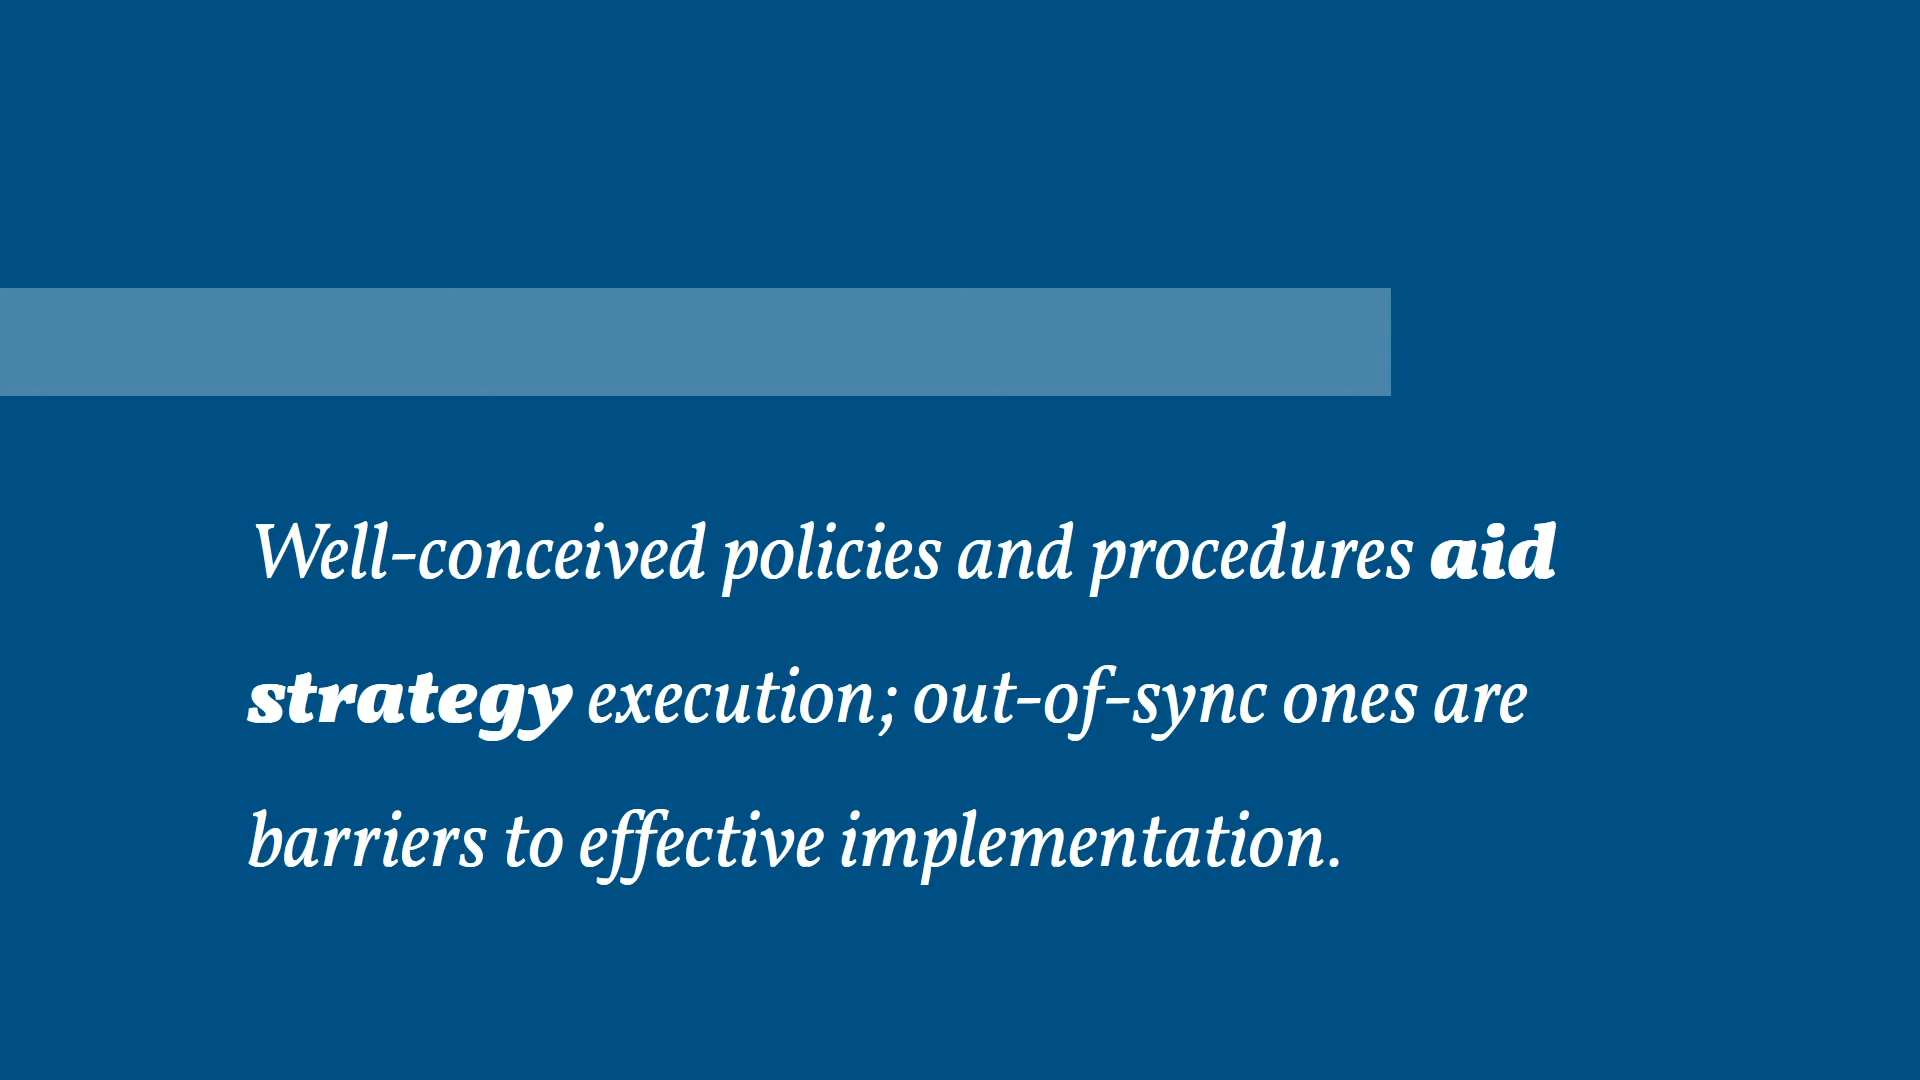 Well-conceived policies and procedures aid
strategy execution; out-of-sync ones are
barriers to effective implementation.